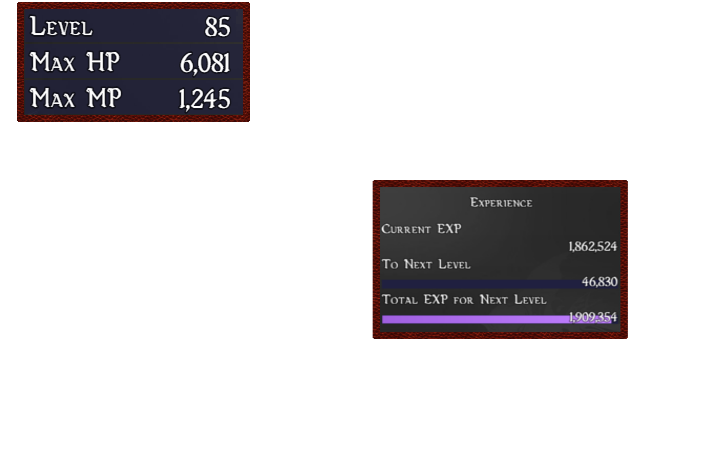 Level 85
Max HP 6,081
Max MP 1,245
Experience
Current EXP
1,862,524
To Next Level
46,830
Total EXP for Next Level
1,909,354